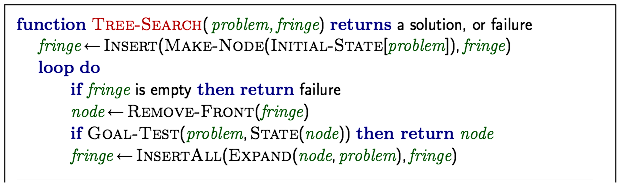 function TREE-SEARCH( problem, fringe) returns a solution, or failure
fringe ← INSERT(MAKE-NODE(INITIAL-STATE[problem]), fringe)
loop do
if fringe is empty then return failure
node ← REMOVE-FRONT(fringe)
if GOAL-TEST(problem, STATE(node)) then return node
fringe ← INSERTALL(EXPAND(node, problem), fringe)